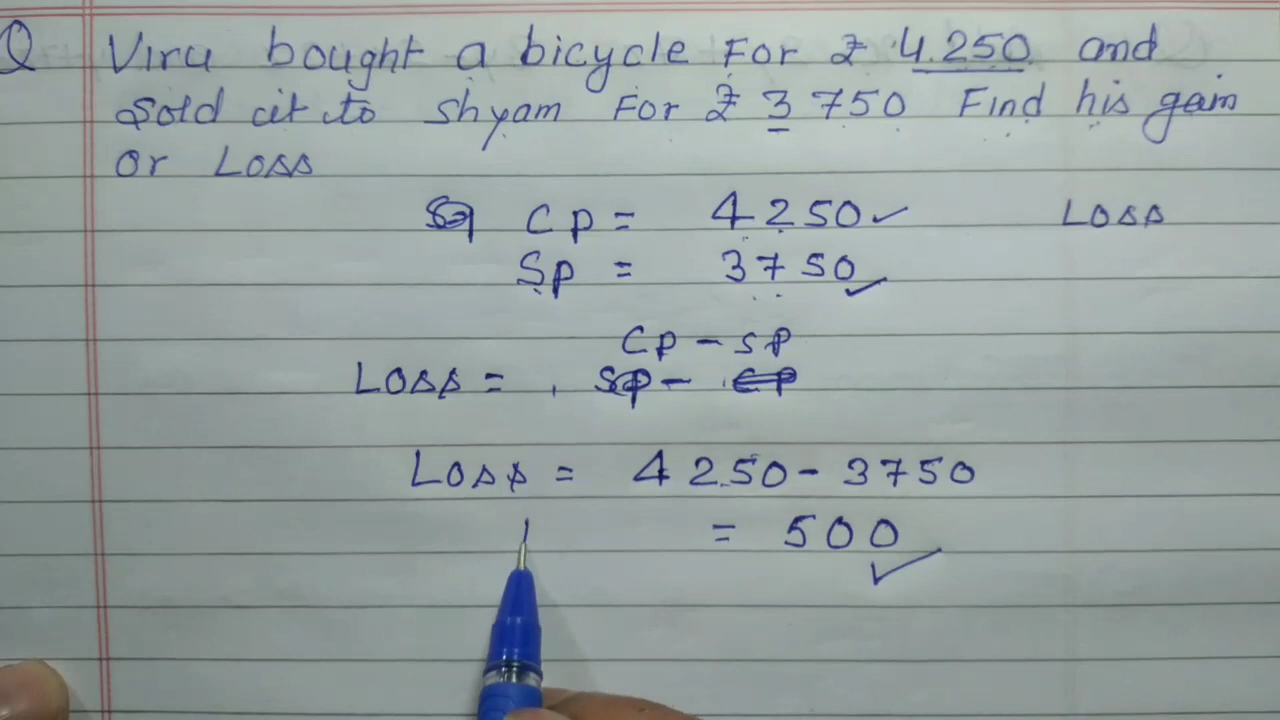 Q Viru bought a bicycle For ₹ 4250 and
Sold it to Shyam For ₹ 3750 Find his gain
or Loss
CP = 4250 ✓ Loss
SP = 3750 ✓
CP - SP
Loss = SP - CP
Loss = 4250 - 3750
= 500 ✓